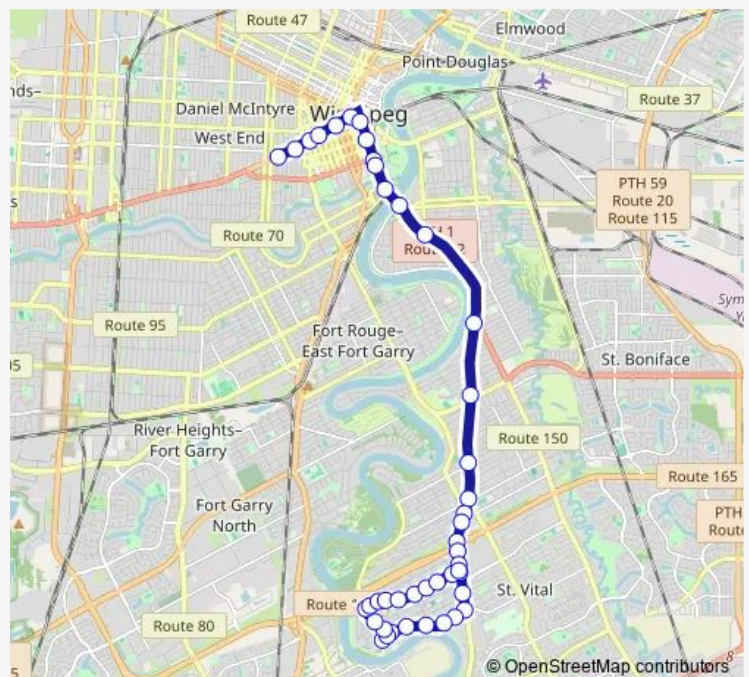 Route 47
Elmwood
Point Douglas
nds–
Daniel McIntyre
Route 37
West End
PTH 59
Route 20
Route 115
s
Route 70
Route 95
Fort Rouge–
East Fort Garry
St. Boniface
River Heights–
Fort Garry
Route 150
Route 165
Fort Garry
North
PTH
St. Vital
Route
Route 80
© OpenStreetMap contributors